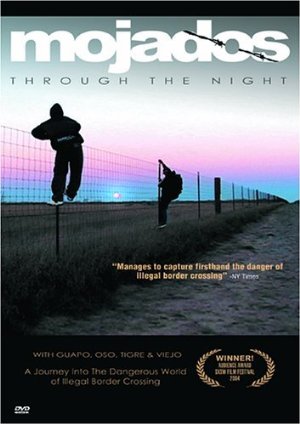 mojados
THROUGH THE NIGHT
"Manages to capture firsthand the danger of
illegal border crossing" -NY Times
WITH GUAPO, OSO, TIGRE & VIEJO
A Journey Into The Dangerous World
of Illegal Border Crossing
WINNER!
AUDIENCE AWARD
SXSW FILM FESTIVAL
2004
DVD